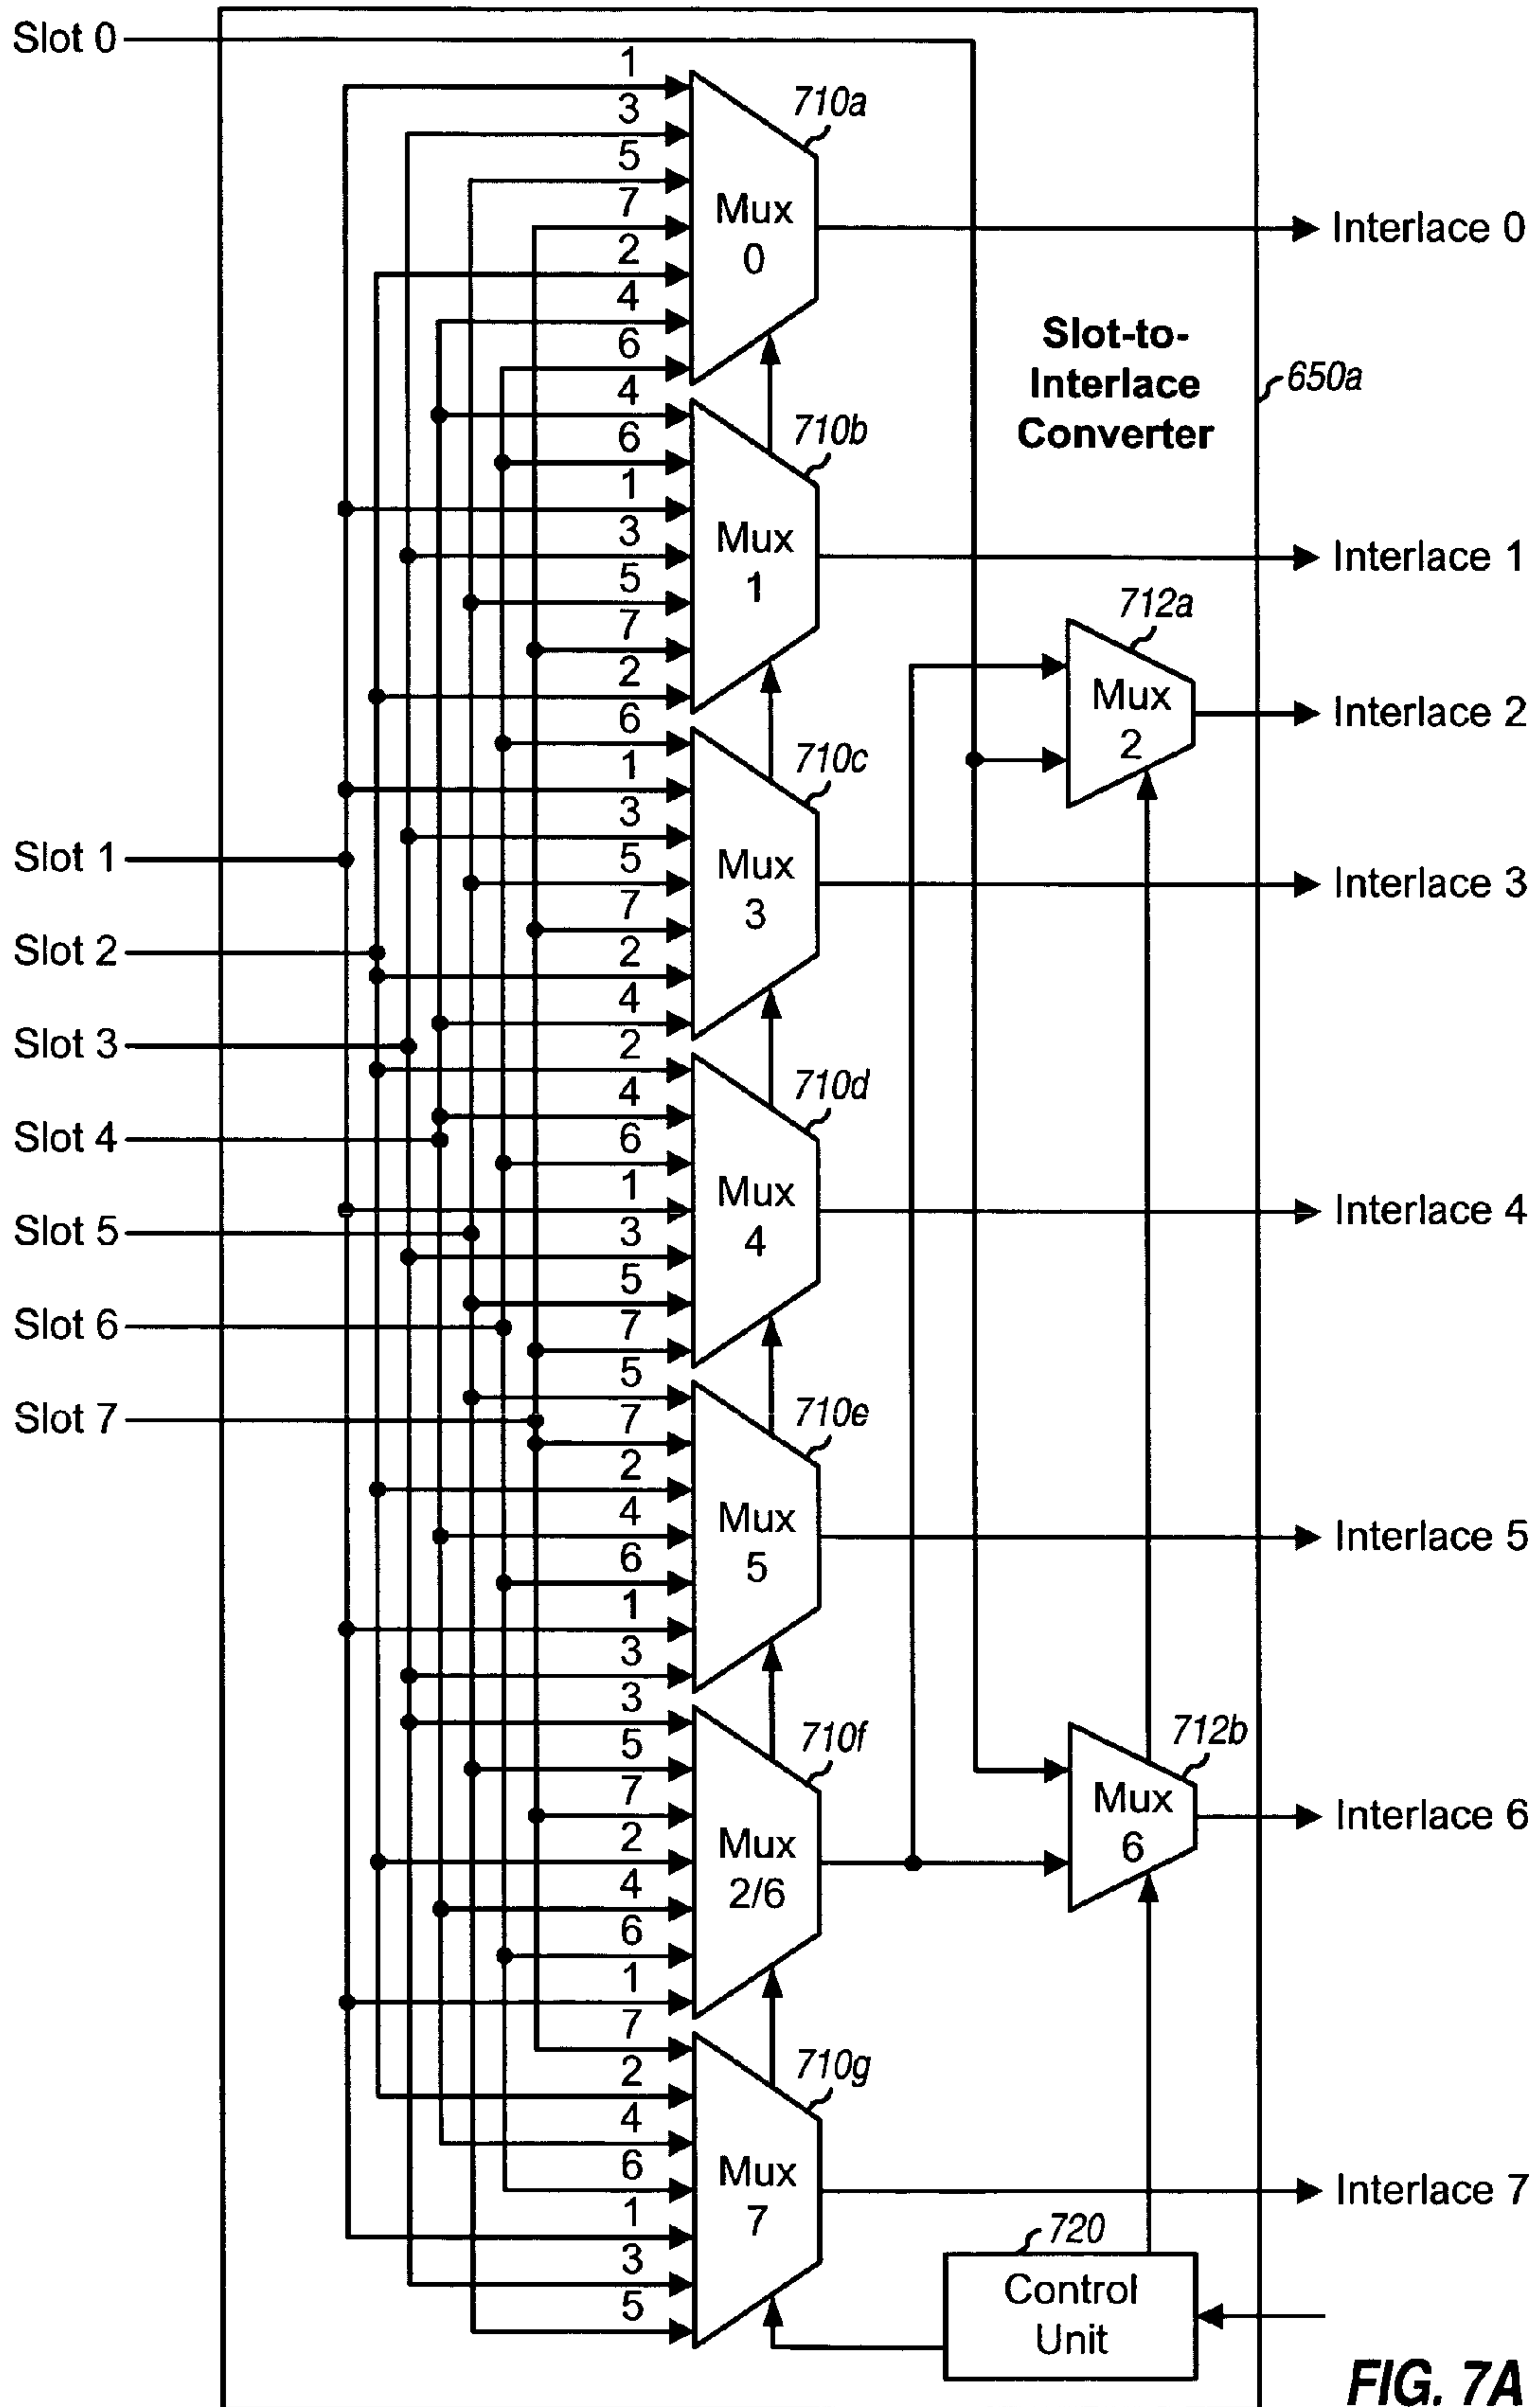 Slot 0
1
3
5
7
2
4
6
710a
Mux
0
Interlace 0
Slot-to-
Interlace
Converter
650a
4
6
1
3
5
7
2
710b
Mux
1
Interlace 1
712a
Mux
2
Interlace 2
6
1
3
5
7
2
4
710c
Mux
3
Interlace 3
Slot 1
Slot 2
Slot 3
Slot 4
Slot 5
Slot 6
Slot 7
2
4
6
1
3
5
7
710d
Mux
4
Interlace 4
5
7
2
4
6
1
3
710e
Mux
5
Interlace 5
3
5
7
2
4
6
1
710f
Mux
2/6
712b
Mux
6
Interlace 6
7
2
4
6
1
3
5
710g
Mux
7
Interlace 7
720
Control
Unit
FIG. 7A